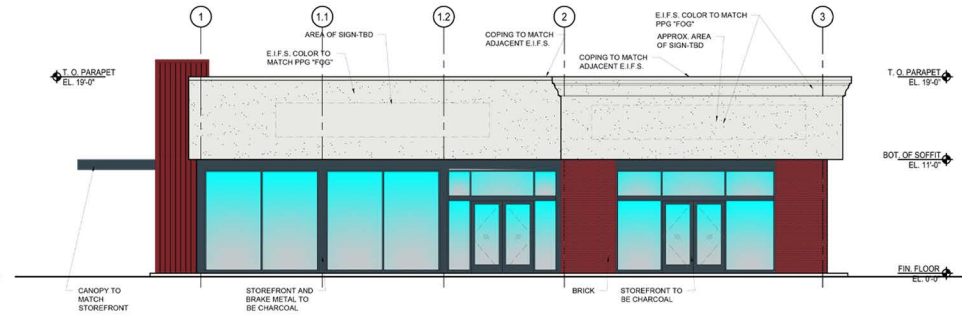 1
1.1
1.2
2
3
AREA OF SIGN-TBD
E.I.F.S. COLOR TO
MATCH PPG "FOG"
COPING TO MATCH
ADJACENT E.I.F.S.
E.I.F.S. COLOR TO MATCH
PPG "FOG"
APPROX. AREA
OF SIGN-TBD
COPING TO MATCH
ADJACENT E.I.F.S.
T. O. PARAPET
EL. 19'-0"
T. O. PARAPET
EL. 19'-0"
BOT. OF SOFFIT
EL. 11'-0"
FIN. FLOOR
EL. 0'-0"
CANOPY TO
MATCH
STOREFRONT
STOREFRONT AND
BRAKE METAL TO
BE CHARCOAL
BRICK
STOREFRONT TO
BE CHARCOAL